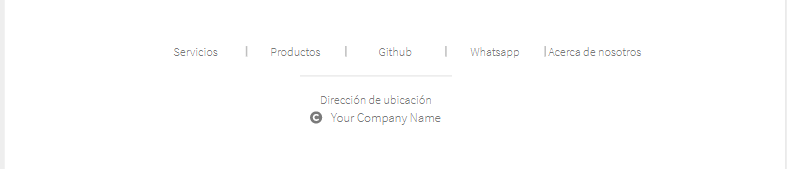 Servicios | Productos | Github | Whatsapp | Acerca de nosotros
Dirección de ubicación
© Your Company Name